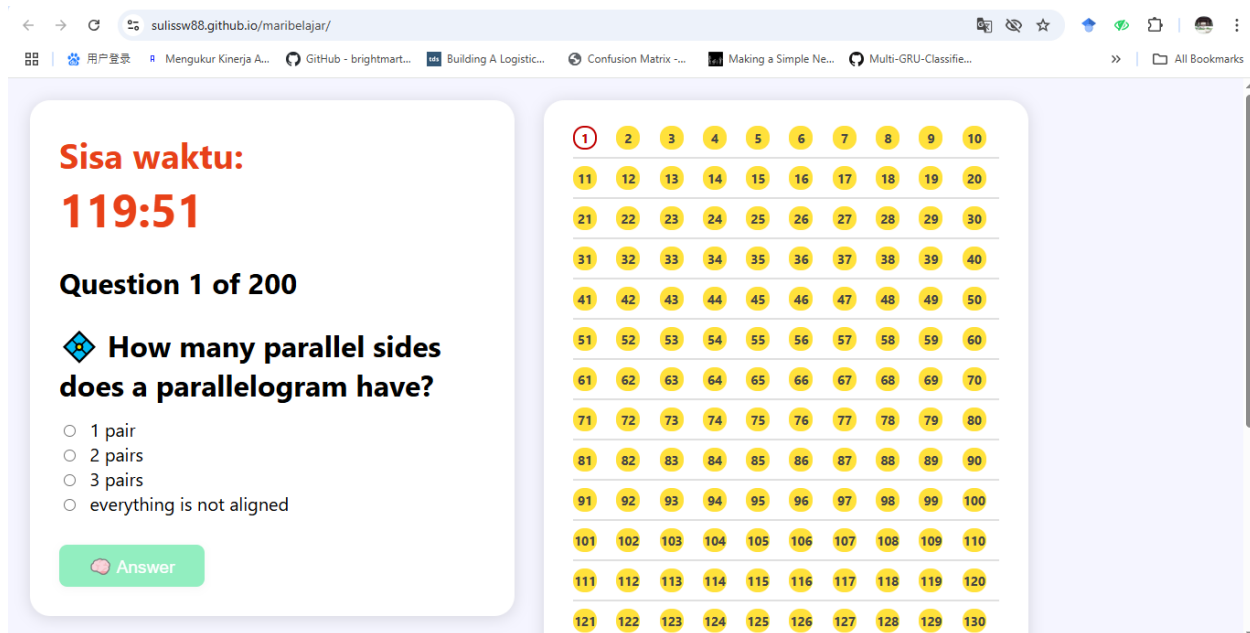 sulissw88.github.io/maribelajar/
用户登录
Mengukur Kinerja A...
GitHub - brightmart...
tds
Building A Logistic...
Confusion Matrix -...
Making a Simple Ne...
Multi-GRU-Classifie...
»
All Bookmarks
Sisa waktu:
119:51
Question 1 of 200
How many parallel sides
does a parallelogram have?
1 pair
2 pairs
3 pairs
everything is not aligned
Answer
1 2 3 4 5 6 7 8 9 10
11 12 13 14 15 16 17 18 19 20
21 22 23 24 25 26 27 28 29 30
31 32 33 34 35 36 37 38 39 40
41 42 43 44 45 46 47 48 49 50
51 52 53 54 55 56 57 58 59 60
61 62 63 64 65 66 67 68 69 70
71 72 73 74 75 76 77 78 79 80
81 82 83 84 85 86 87 88 89 90
91 92 93 94 95 96 97 98 99 100
101 102 103 104 105 106 107 108 109 110
111 112 113 114 115 116 117 118 119 120
121 122 123 124 125 126 127 128 129 130